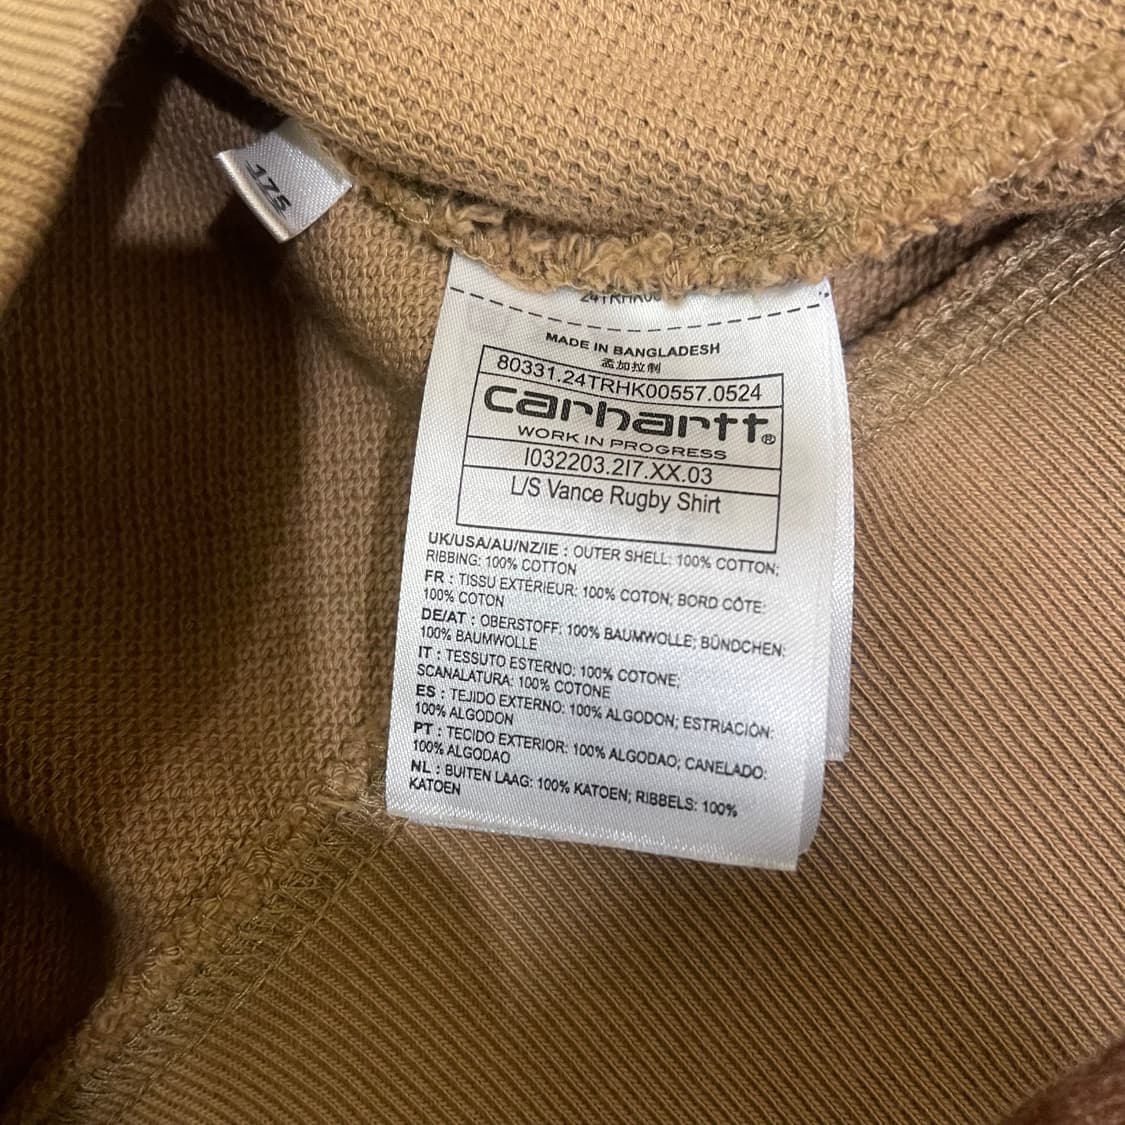 175
MADE IN BANGLADESH
孟加拉制
80331.24TRHK00557.0524
carhartt®
WORK IN PROGRESS
I032203.2I7.XX.03
L/S Vance Rugby Shirt
UK/USA/AU/NZ/IE : OUTER SHELL: 100% COTTON;
RIBBING: 100% COTTON
FR : TISSU EXTÉRIEUR: 100% COTON; BORD CÔTE:
100% COTON
DE/AT : OBERSTOFF: 100% BAUMWOLLE; BÜNDCHEN:
100% BAUMWOLLE
IT : TESSUTO ESTERNO: 100% COTONE;
SCANALATURA: 100% COTONE
ES : TEJIDO EXTERNO: 100% ALGODON; ESTRIACIÓN:
100% ALGODON
PT : TECIDO EXTERIOR: 100% ALGODAO; CANELADO:
100% ALGODAO
NL : BUITEN LAAG: 100% KATOEN; RIBBELS: 100%
KATOEN